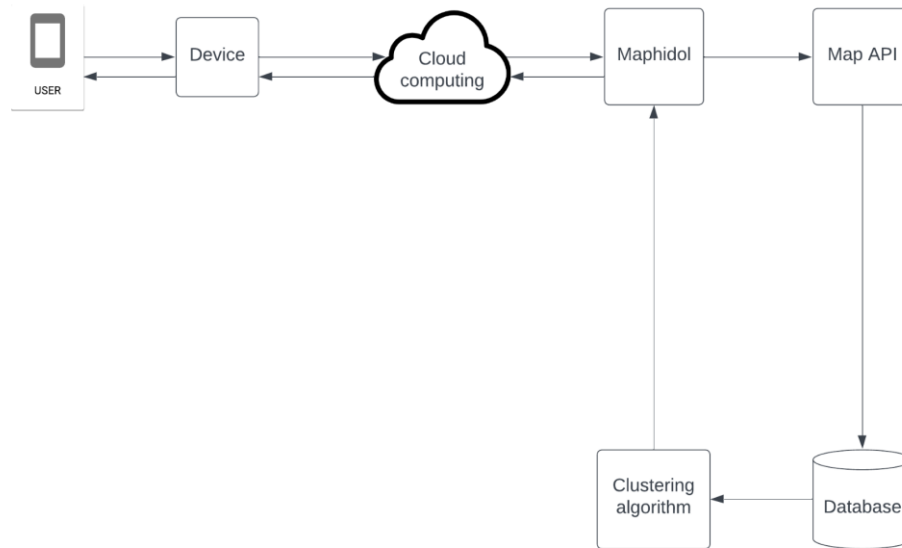 USER
Device
Cloud
computing
Maphidol
Map API
Clustering
algorithm
Database